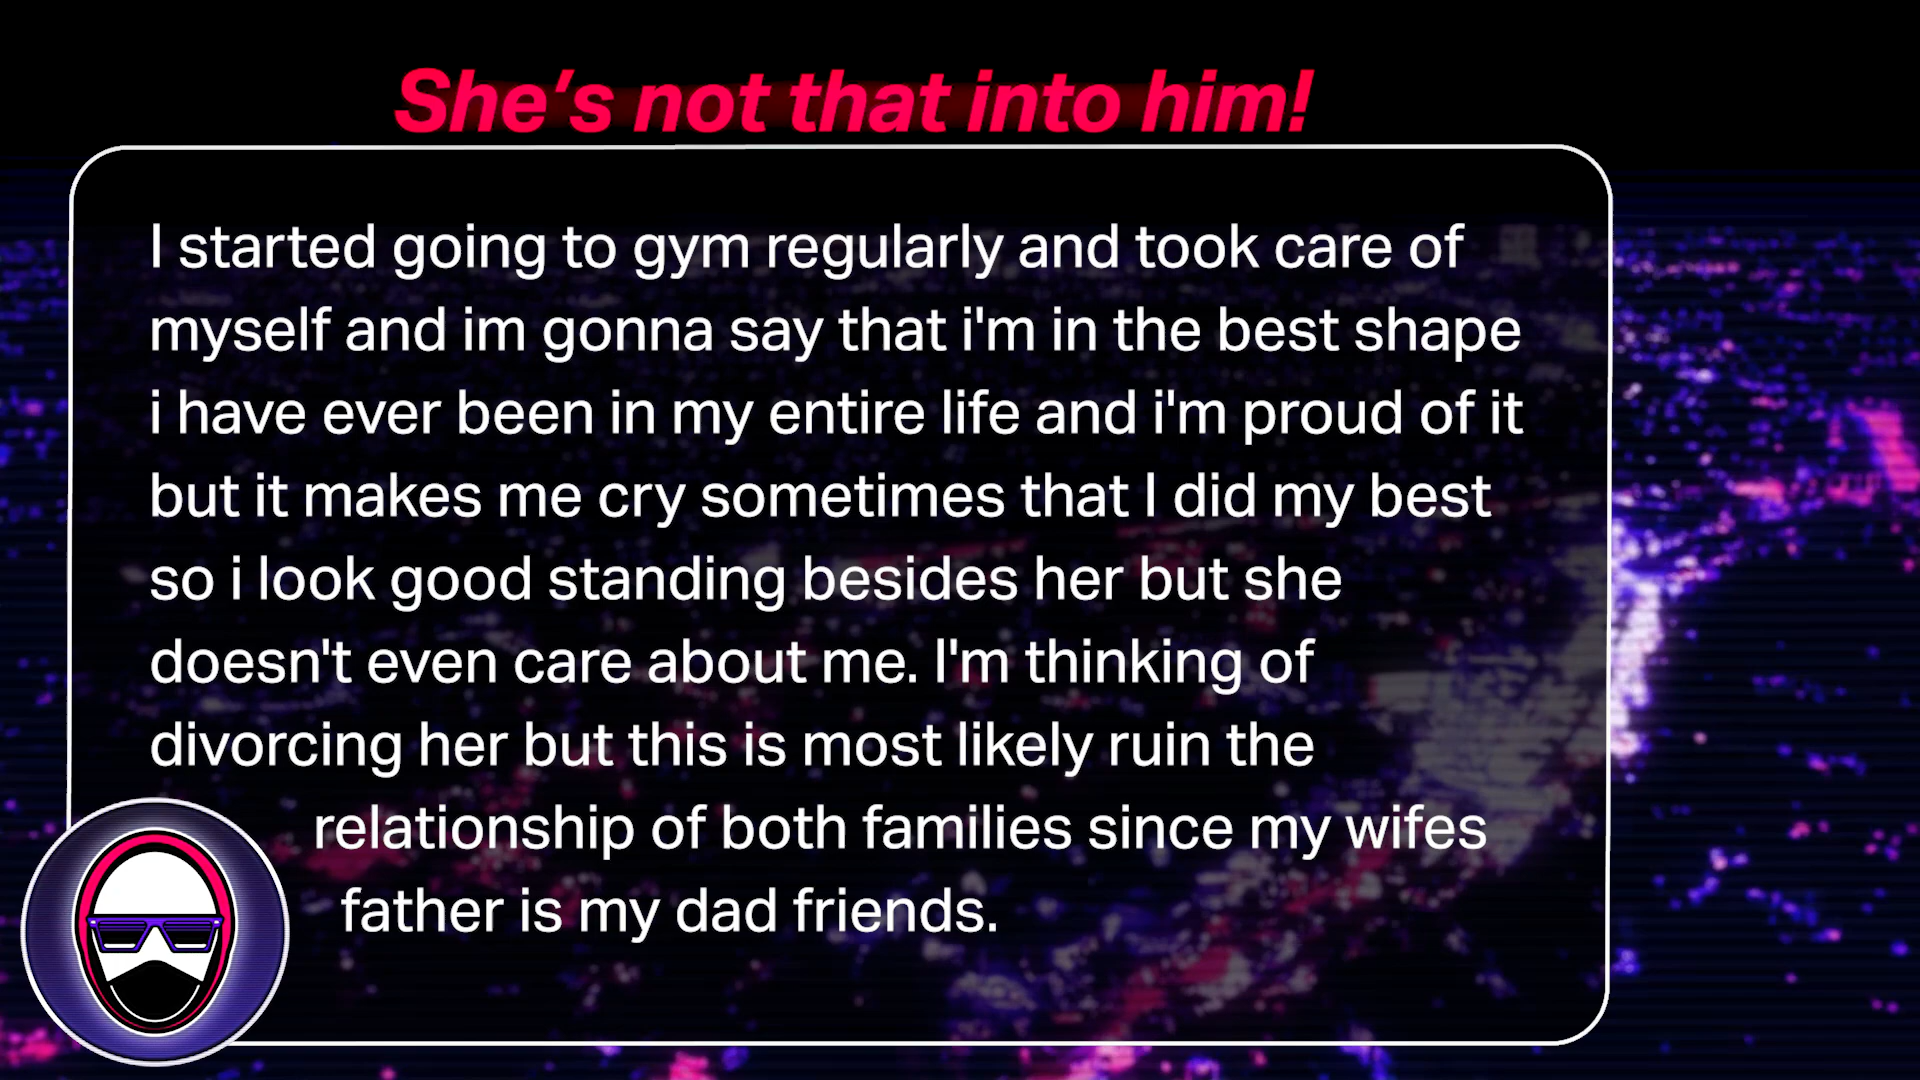 She’s not that into him!
I started going to gym regularly and took care of
myself and im gonna say that i'm in the best shape
i have ever been in my entire life and i'm proud of it
but it makes me cry sometimes that I did my best
so i look good standing besides her but she
doesn't even care about me. I'm thinking of
divorcing her but this is most likely ruin the
relationship of both families since my wifes
father is my dad friends.